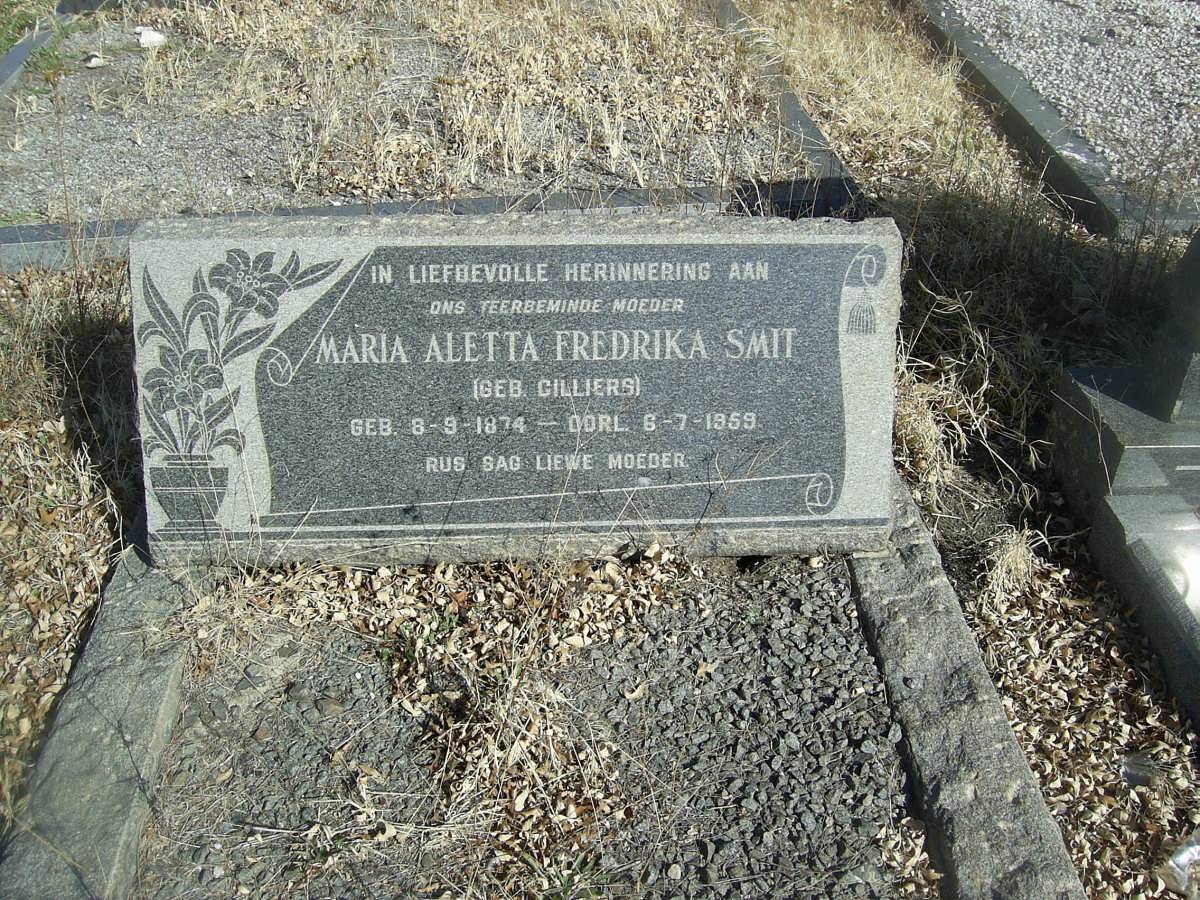 IN LIEFDEVOLLE HERINNERING AAN
ONS TEERBEMINDE MOEDER
MARIA ALETTA FREDRIKA SMIT
(GEB. CILLIERS)
GEB. 6-9-1874 — OORL. 6-7-1959.
RUS SAG LIEWE MOEDER.